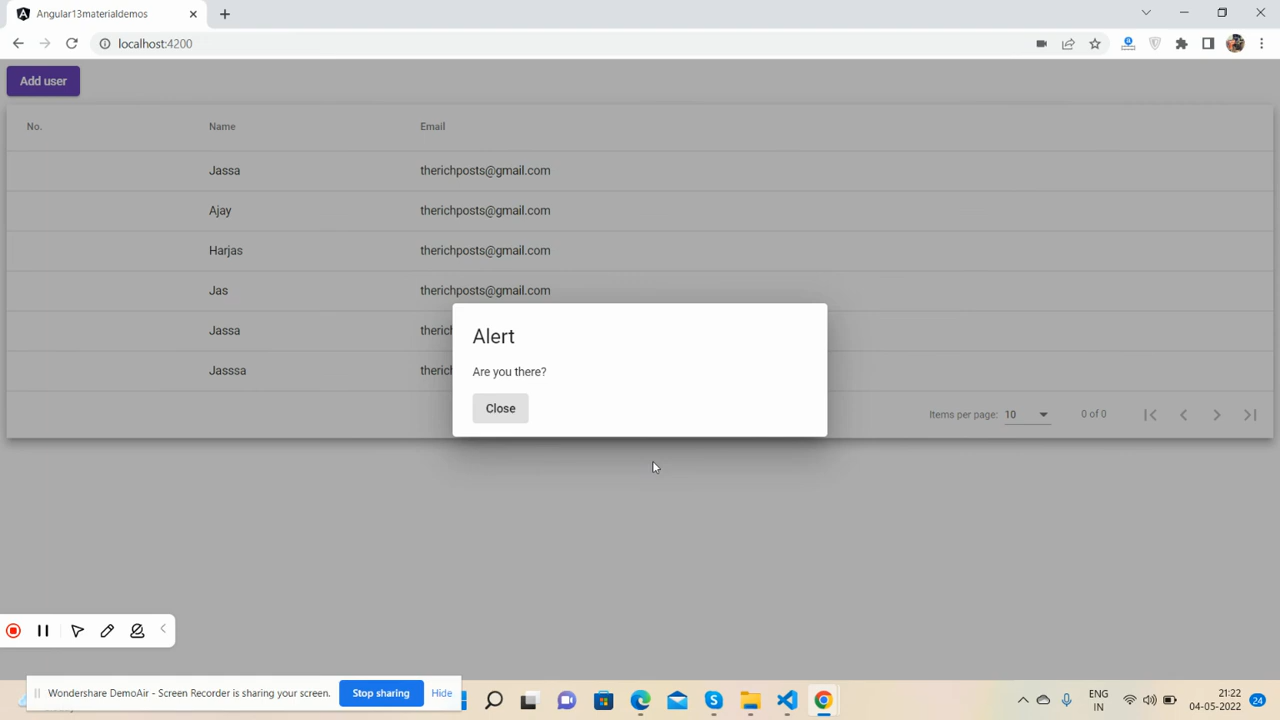 Angular13materialdemos
localhost:4200
Add user
No. Name Email
Jassa therichposts@gmail.com
Ajay therichposts@gmail.com
Harjas therichposts@gmail.com
Jas therichposts@gmail.com
Jassa therich
Jasssa therich
Alert
Are you there?
Close
Items per page: 10 0 of 0
Wondershare DemoAir - Screen Recorder is sharing your screen. Stop sharing Hide
ENG
IN
21:22
04-05-2022
24